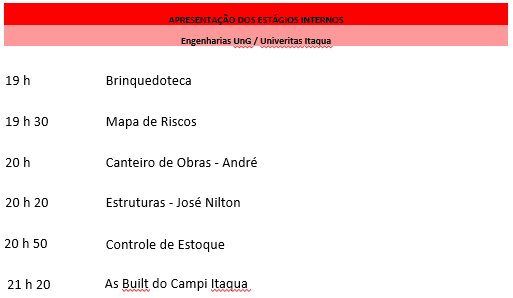 APRESENTAÇÃO DOS ESTÁGIOS INTERNOS
Engenharias UnG / Univeritas Itaqua
19 h Brinquedoteca
19 h 30 Mapa de Riscos
20 h Canteiro de Obras - André
20 h 20 Estruturas - José Nilton
20 h 50 Controle de Estoque
21 h 20 As Built do Campi Itaqua